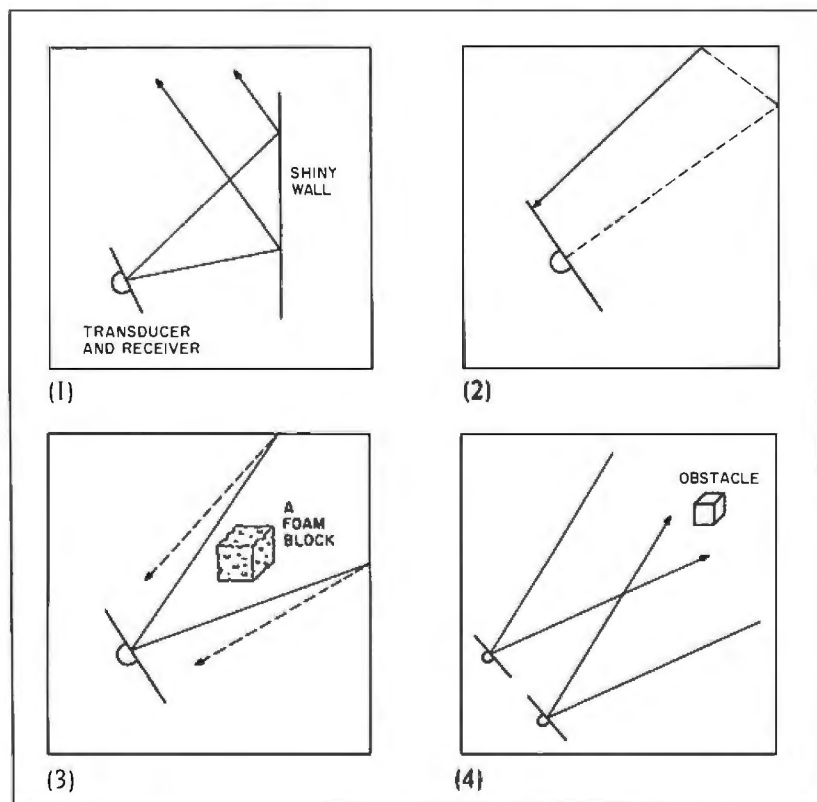 SHINY
WALL
TRANSDUCER
AND RECEIVER
(1)
(2)
A
FOAM
BLOCK
(3)
OBSTACLE
(4)